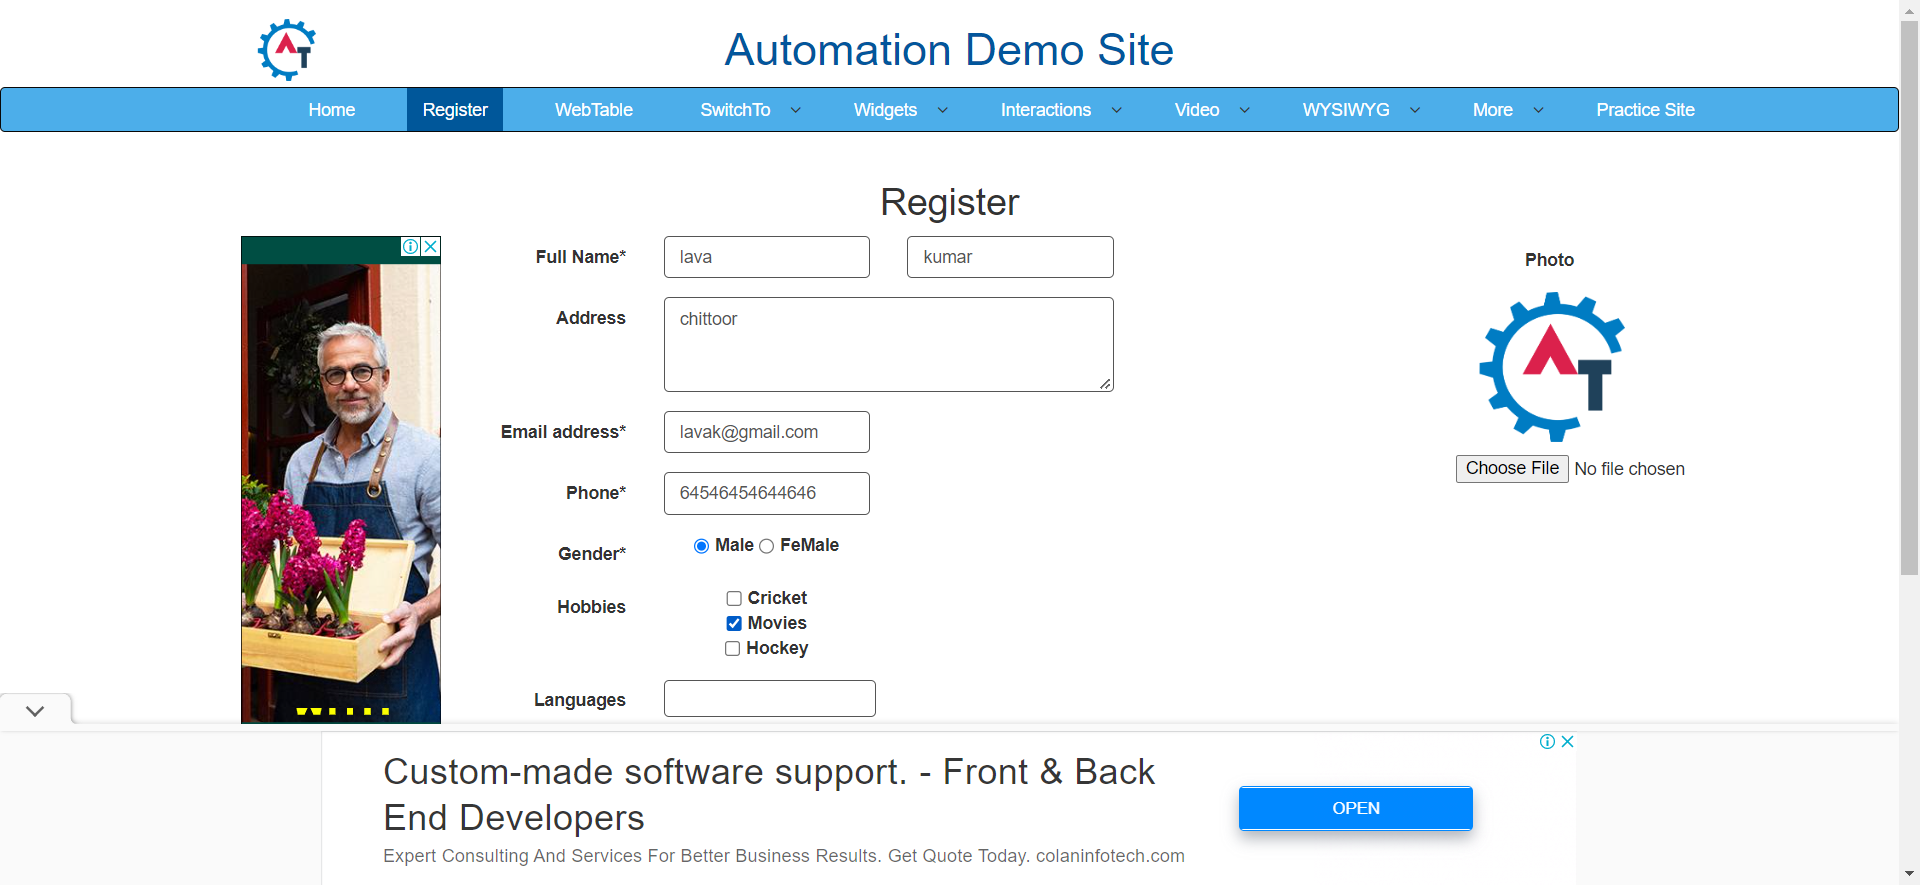 AT
Automation Demo Site
Home Register WebTable SwitchTo Widgets Interactions Video WYSIWYG More Practice Site
Register
Full Name* lava kumar
Photo
Address chittoor
AT
Email address* lavak@gmail.com
Choose File No file chosen
Phone* 64546454644646
Gender* Male FeMale
Hobbies Cricket
Movies
Hockey
Languages
Custom-made software support. - Front & Back
End Developers
OPEN
Expert Consulting And Services For Better Business Results. Get Quote Today. colaninfotech.com